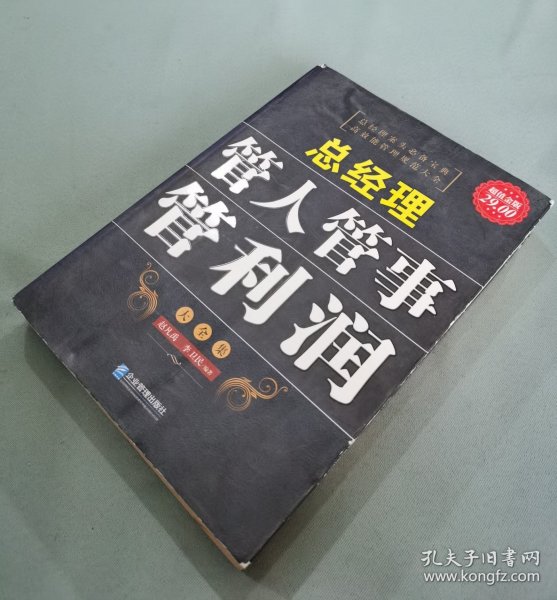 总经理案头必备宝典
高效能管理规范大全
总经理
超值金版
29.00
管人管事
管利润
大全集
赵凡禹 李卫民 编著
企业管理出版社
孔夫子旧书网
www.kongfz.com